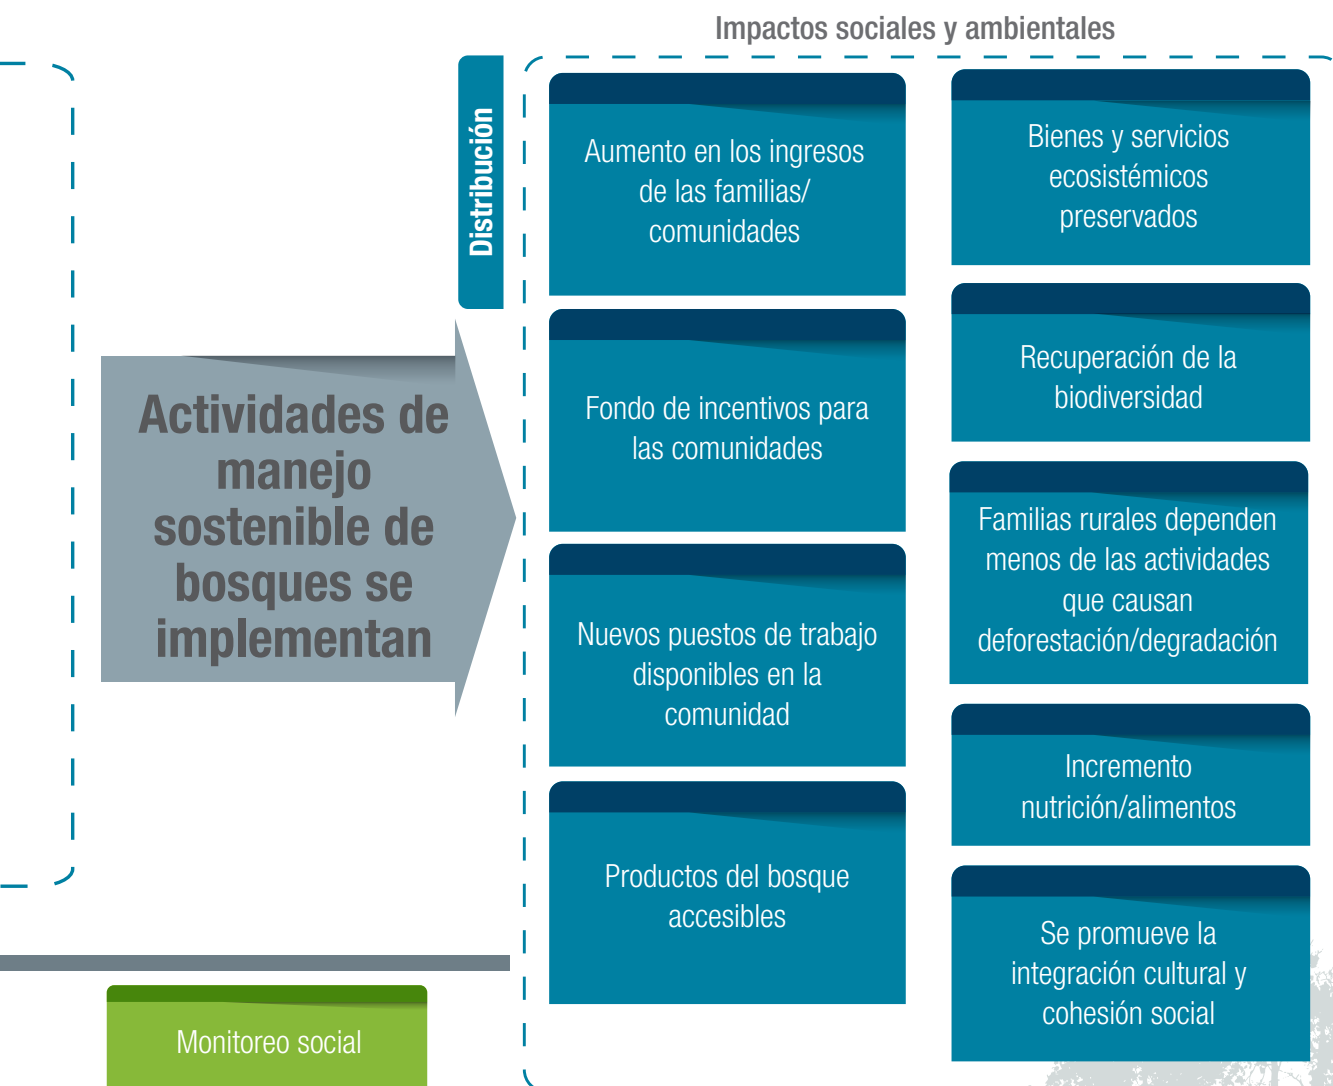 Impactos sociales y ambientales
Distribución
Actividades de
manejo
sostenible de
bosques se
implementan
Aumento en los ingresos
de las familias/
comunidades
Fondo de incentivos para
las comunidades
Nuevos puestos de trabajo
disponibles en la
comunidad
Productos del bosque
accesibles
Bienes y servicios
ecosistémicos
preservados
Recuperación de la
biodiversidad
Familias rurales dependen
menos de las actividades
que causan
deforestación/degradación
Incremento
nutrición/alimentos
Se promueve la
integración cultural y
cohesión social
Monitoreo social